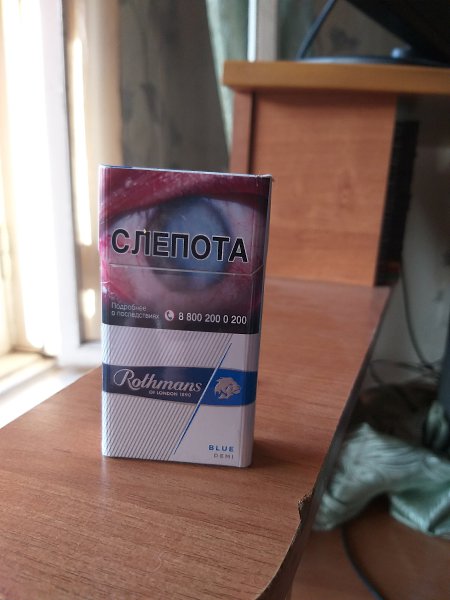 СЛЕПОТА
Подробнее
о последствиях 8 800 200 0 200
Rothmans
OF LONDON 1890
BLUE
DEMI